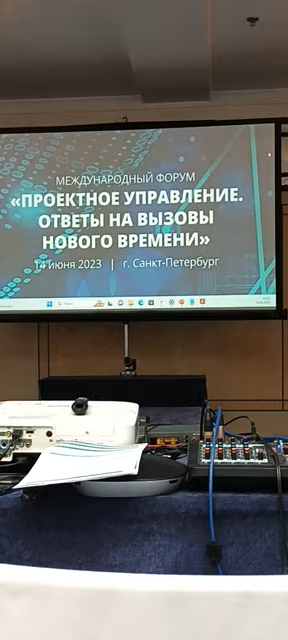 МЕЖДУНАРОДНЫЙ ФОРУМ
«ПРОЕКТНОЕ УПРАВЛЕНИЕ.
ОТВЕТЫ НА ВЫЗОВЫ
НОВОГО ВРЕМЕНИ»
14 июня 2023 | г. Санкт-Петербург